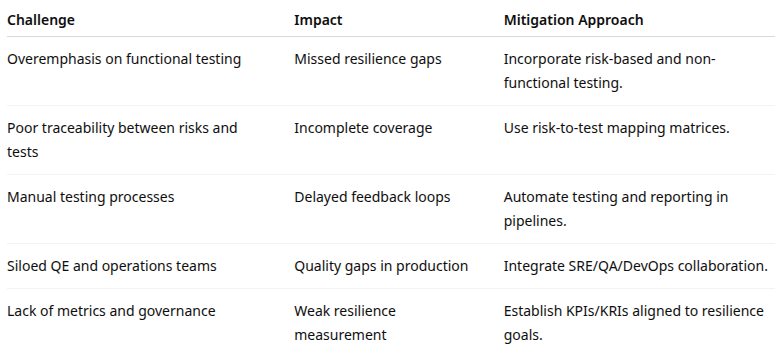 Challenge Impact Mitigation Approach
Overemphasis on functional testing Missed resilience gaps Incorporate risk-based and non-
functional testing.
Poor traceability between risks and Incomplete coverage Use risk-to-test mapping matrices.
tests
Manual testing processes Delayed feedback loops Automate testing and reporting in
pipelines.
Siloed QE and operations teams Quality gaps in production Integrate SRE/QA/DevOps collaboration.
Lack of metrics and governance Weak resilience Establish KPIs/KRIs aligned to resilience
measurement goals.